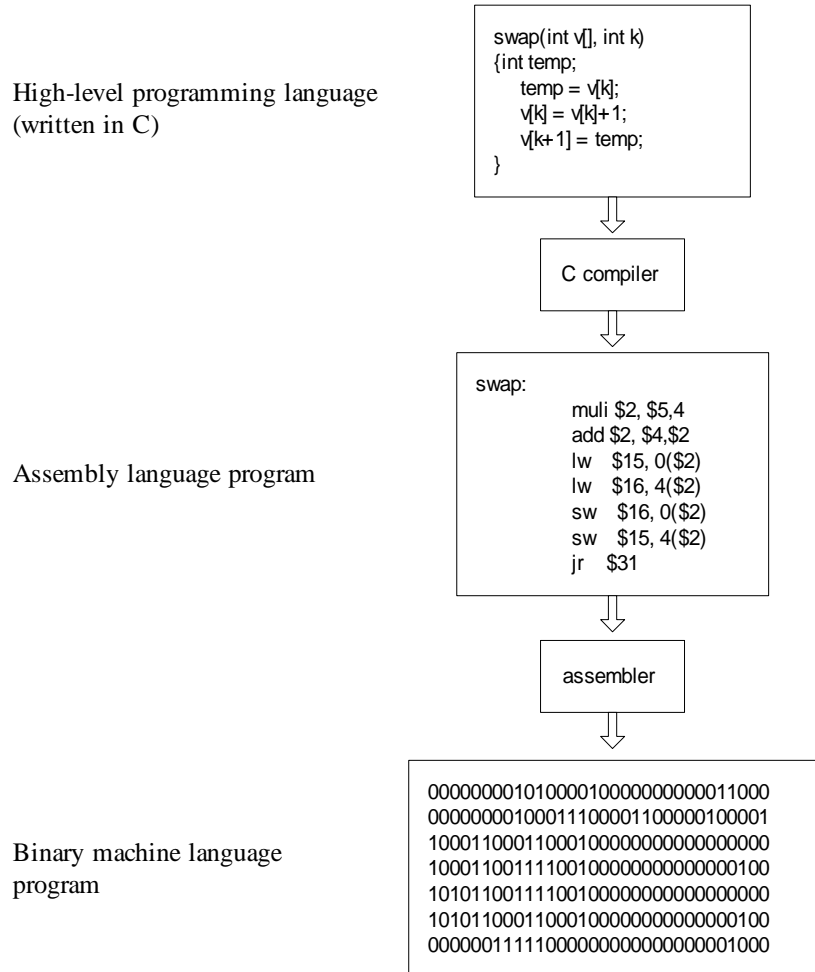 High-level programming language
(written in C)
swap(int v[], int k)
{int temp;
temp = v[k];
v[k] = v[k]+1;
v[k+1] = temp;
}
C compiler
Assembly language program
swap:
muli $2, $5,4
add $2, $4,$2
lw $15, 0($2)
lw $16, 4($2)
sw $16, 0($2)
sw $15, 4($2)
jr $31
assembler
Binary machine language
program
00000000101000010000000000011000
00000000100011100001100000100001
10001100011000100000000000000000
10001100111100100000000000000100
10101100111100100000000000000000
10101100011000100000000000000100
00000011111000000000000000001000